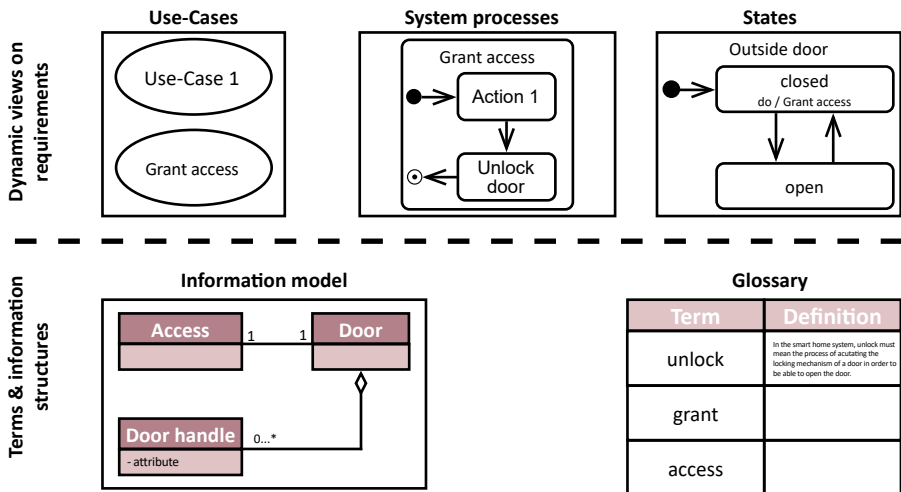 Use-Cases
System processes
States
Dynamic views on
requirements
Use-Case 1
Grant access
Grant access
Action 1
Unlock
door
Outside door
closed
do / Grant access
open
Terms & information
structures
Information model
Access
1
1
Door
Door handle
0...*
- attribute
Glossary
Term
Definition
unlock
In the smart home system, unlock must
mean the process of acutating the
locking mechanism of a door in order to
be able to open the door.
grant
access